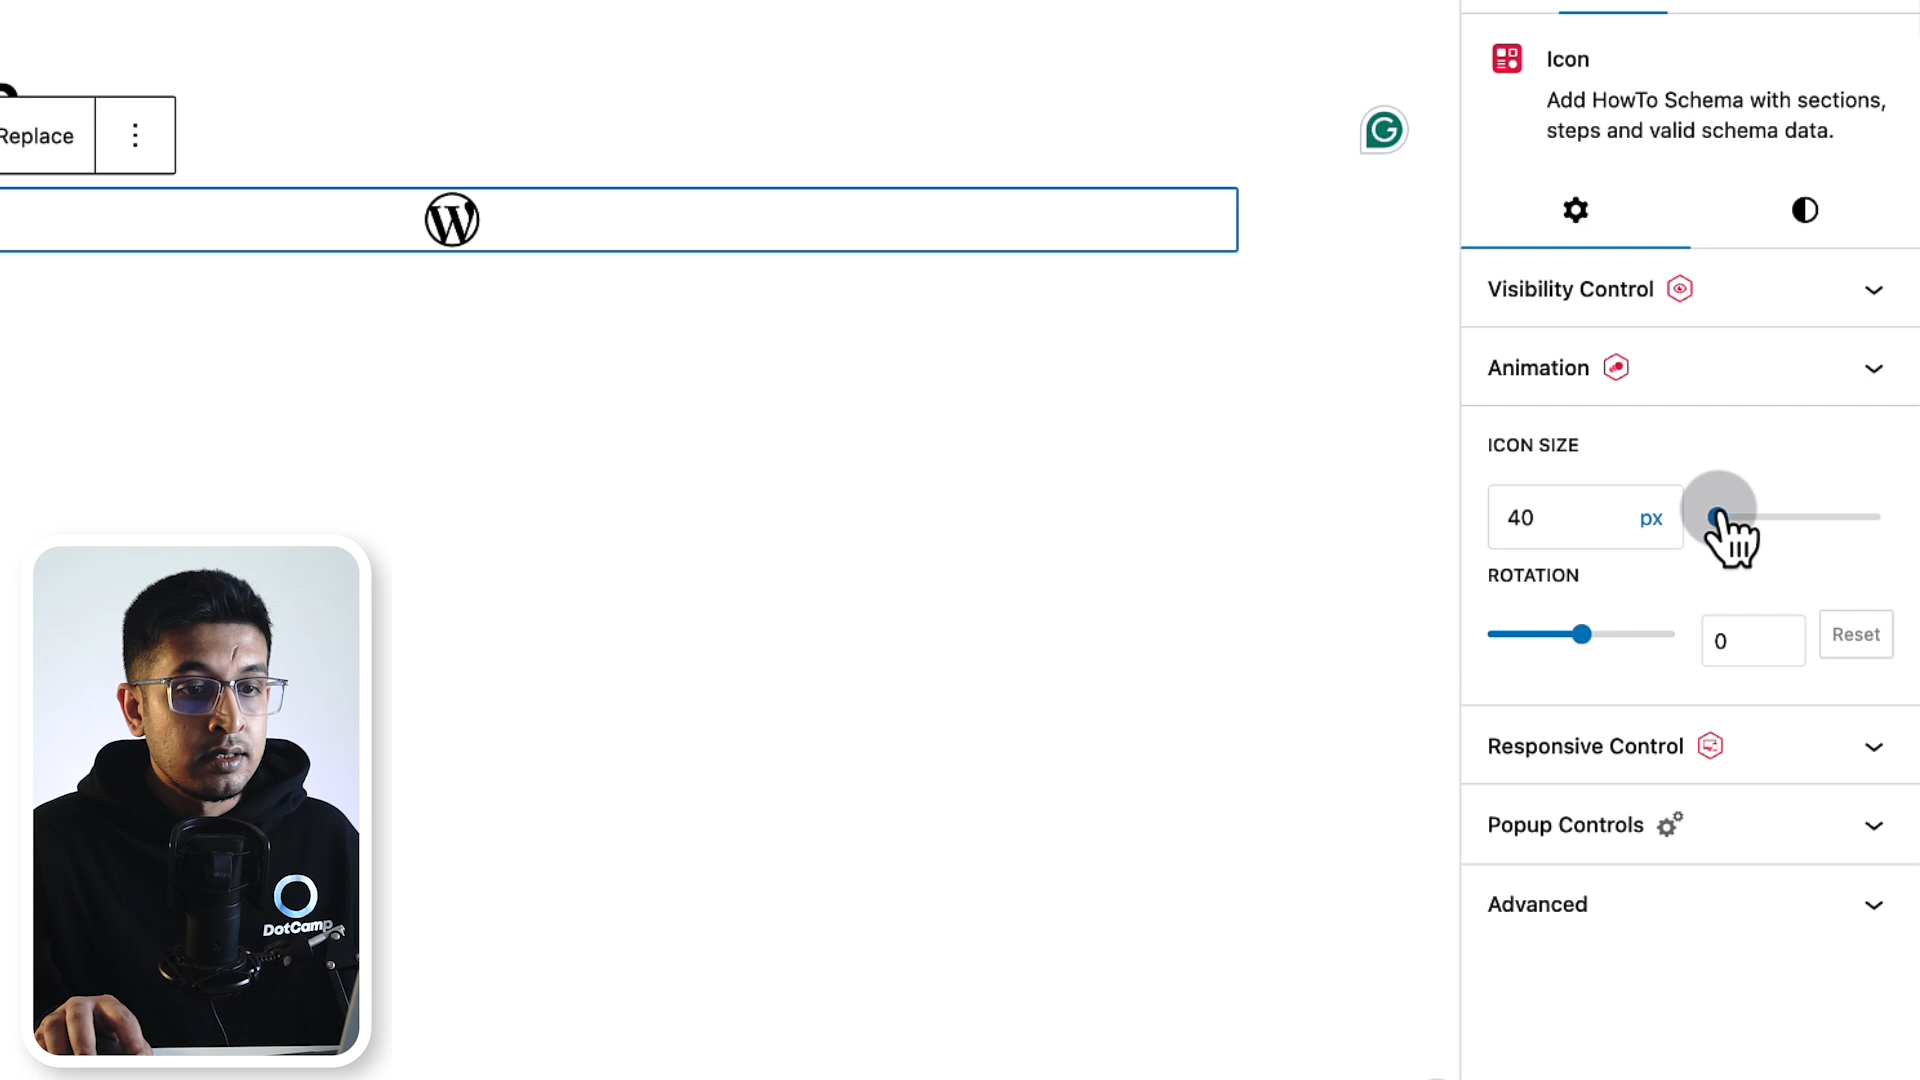 Replace
Icon
Add HowTo Schema with sections,
steps and valid schema data.
Visibility Control
Animation
ICON SIZE
40 px
ROTATION
0 Reset
Responsive Control
Popup Controls
Advanced
DotCamp